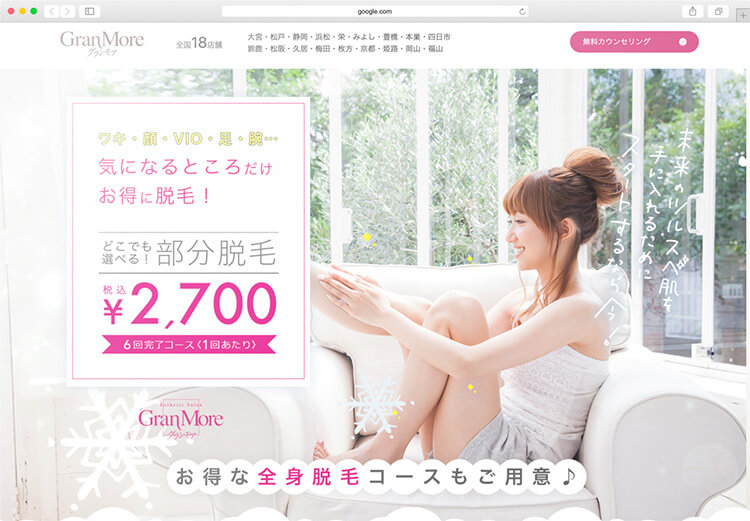 google.com
GranMore
グランモア
全国18店舗
大宮・松戸・静岡・浜松・栄・みよし・豊橋・本巣・四日市
鈴鹿・松阪・久居・梅田・枚方・京都・姫路・岡山・福山
無料カウンセリング
ワキ・顔・VIO・足・腕…
気になるところだけ
お得に脱毛！
どこでも
選べる！
部分脱毛
税込
¥2,700
6回完了コース〈1回あたり〉
未来のツルスベ肌を
手に入れるために
スタートするなら今！
Esthetic Salon
GranMore
グランモア
お得な全身脱毛コースもご用意♪